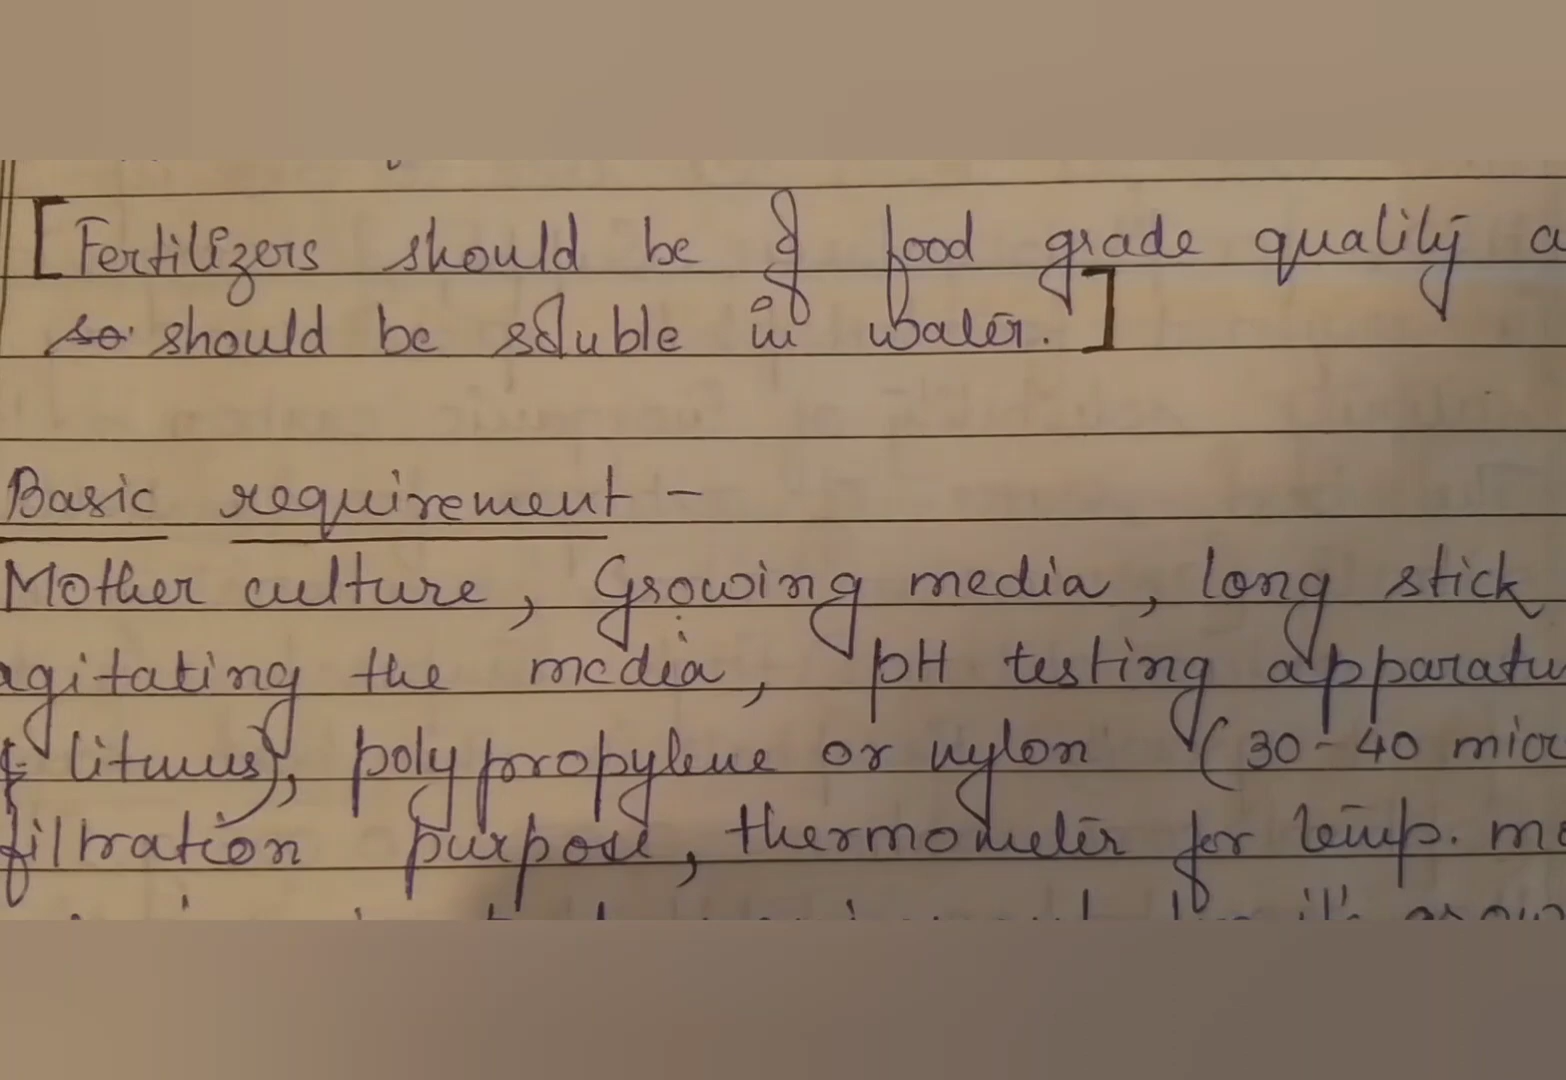 [Fertilizers should be of food grade quality a
so should be soluble in water.]
Basic requirement -
Mother culture, Growing media, long stick
agitating the media, pH testing apparatu
litmus), polypropylene or nylon (30-40 mic
filtration purpose, thermometer for temp. m